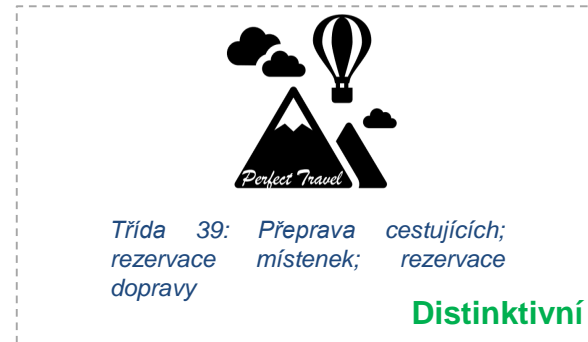 Perfect Travel
Třída 39: Přeprava cestujících;
rezervace místenek; rezervace
dopravy
Distinktivní